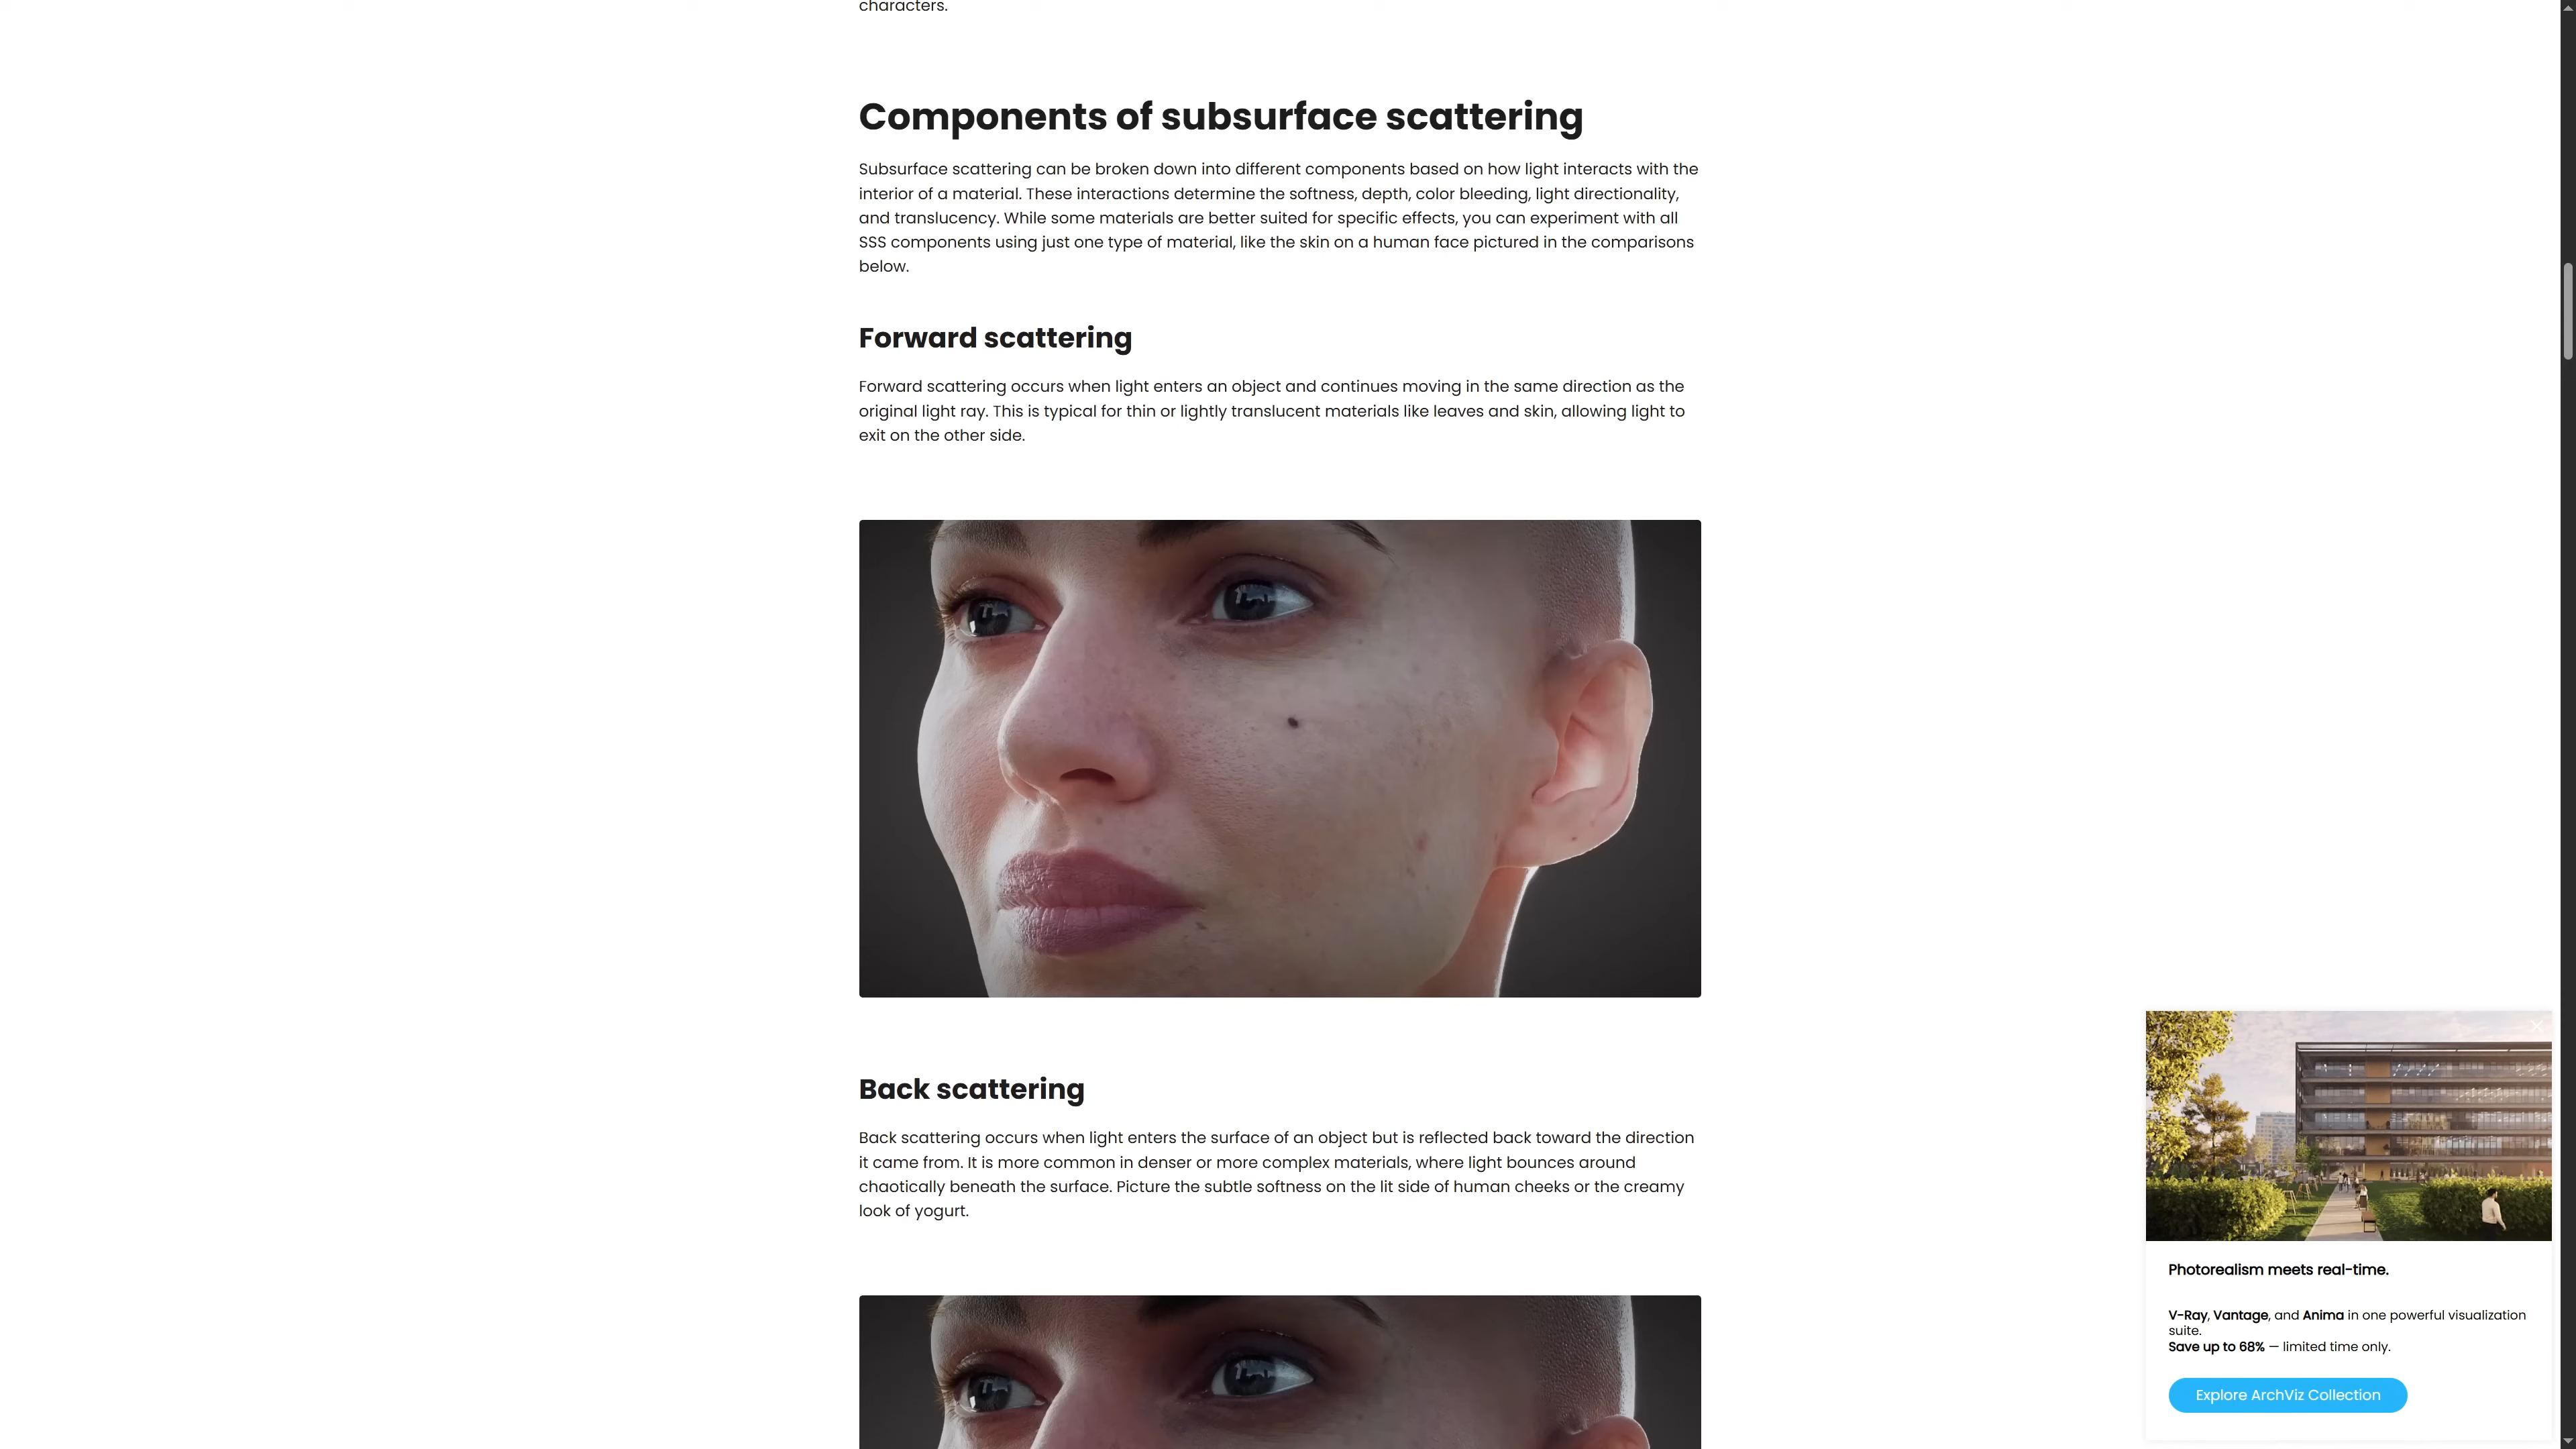 characters.
Components of subsurface scattering
Subsurface scattering can be broken down into different components based on how light interacts with the
interior of a material. These interactions determine the softness, depth, color bleeding, light directionality,
and translucency. While some materials are better suited for specific effects, you can experiment with all
SSS components using just one type of material, like the skin on a human face pictured in the comparisons
below.
Forward scattering
Forward scattering occurs when light enters an object and continues moving in the same direction as the
original light ray. This is typical for thin or lightly translucent materials like leaves and skin, allowing light to
exit on the other side.
Back scattering
Back scattering occurs when light enters the surface of an object but is reflected back toward the direction
it came from. It is more common in denser or more complex materials, where light bounces around
chaotically beneath the surface. Picture the subtle softness on the lit side of human cheeks or the creamy
look of yogurt.
Photorealism meets real-time.
V-Ray, Vantage, and Anima in one powerful visualization
suite.
Save up to 68% — limited time only.
Explore ArchViz Collection